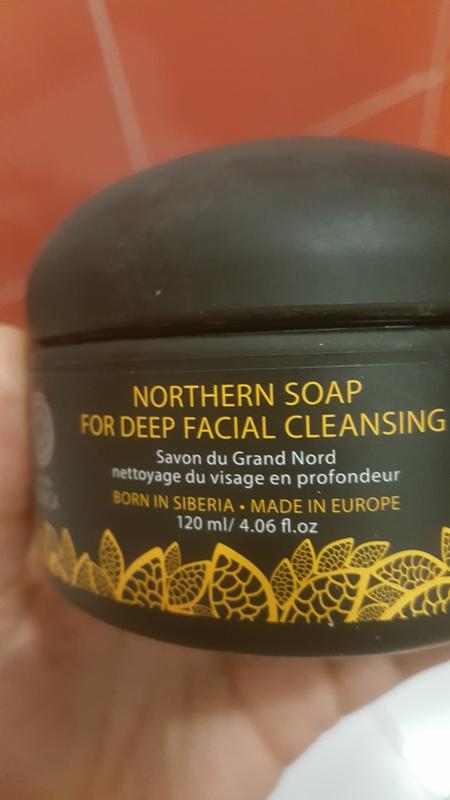 NORTHERN SOAP
FOR DEEP FACIAL CLEANSING
Savon du Grand Nord
nettoyage du visage en profondeur
BORN IN SIBERIA • MADE IN EUROPE
120 ml/ 4.06 fl.oz